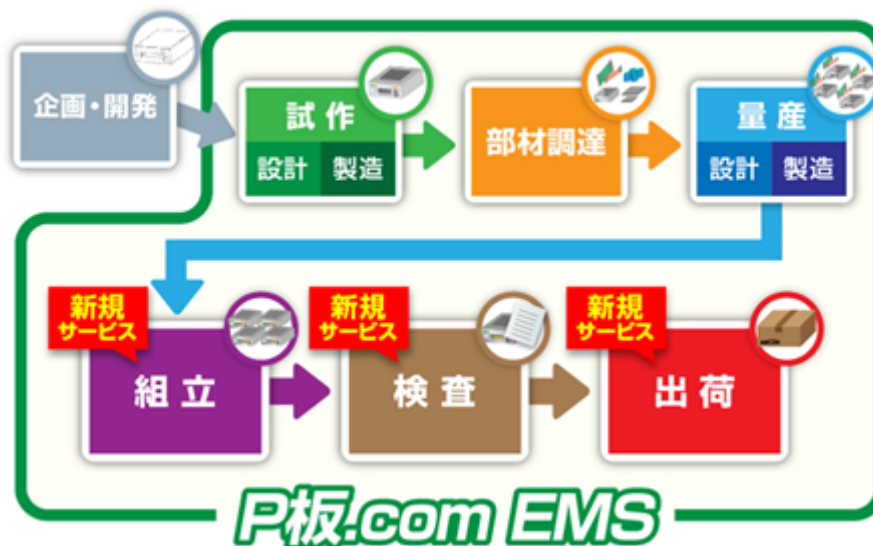 企画・開発
試作
設計 製造
部材調達
量産
設計 製造
新規
サービス
組立
新規
サービス
検査
新規
サービス
出荷
P板.com EMS